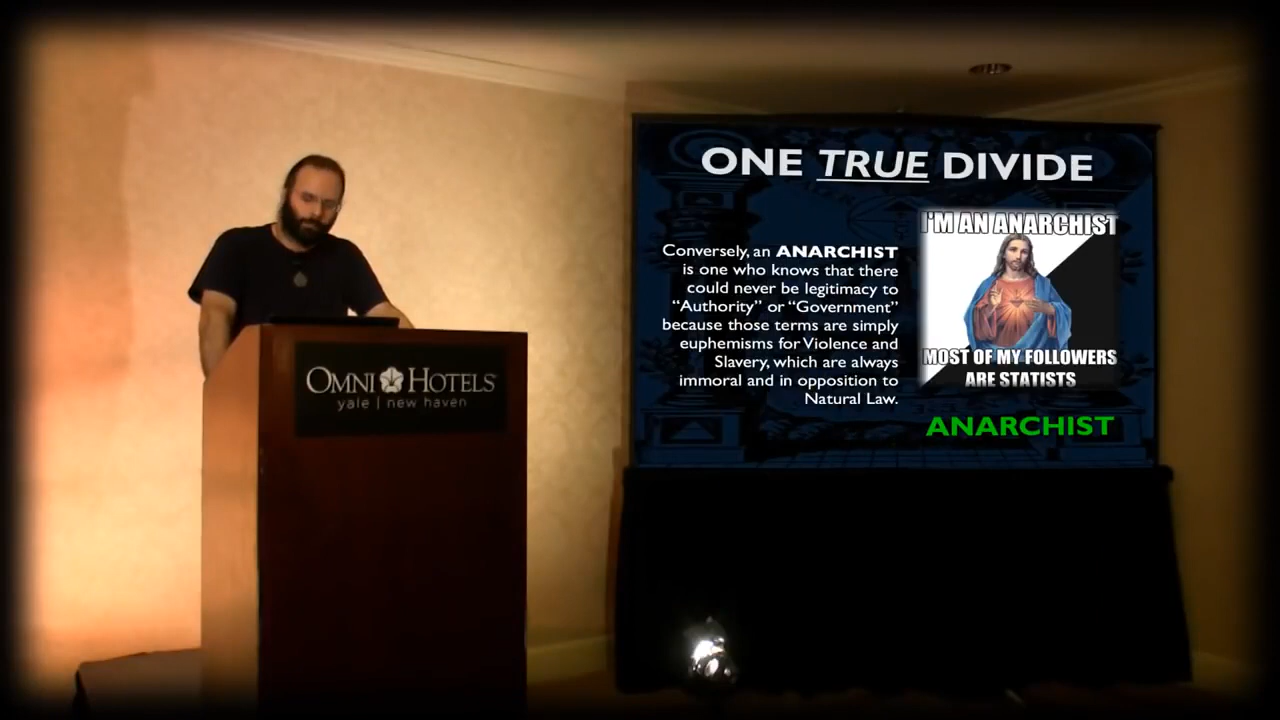 ONE TRUE DIVIDE
Conversely, an ANARCHIST
is one who knows that there
could never be legitimacy to
“Authority” or “Government”
because those terms are simply
euphemisms for Violence and
Slavery, which are always
immoral and in opposition to
Natural Law.
I'M AN ANARCHIST
MOST OF MY FOLLOWERS
ARE STATISTS
ANARCHIST
OMNI HOTELS
yale | new haven